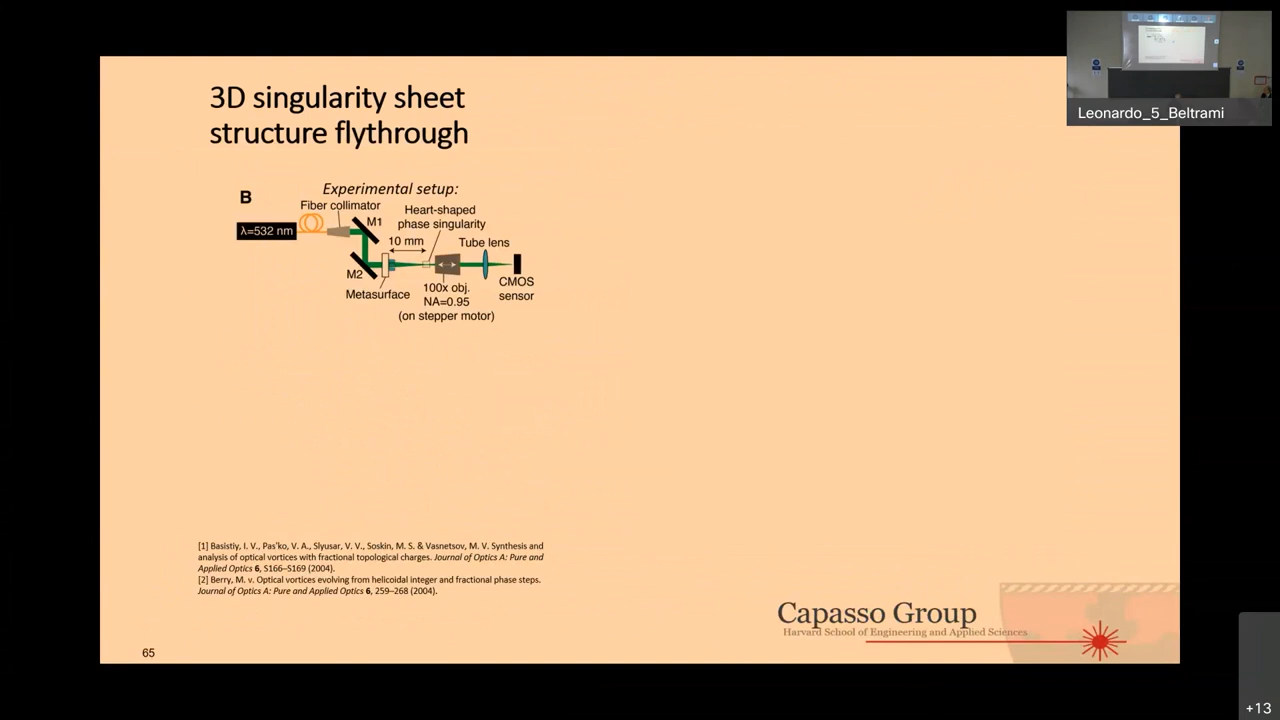 3D singularity sheet
structure flythrough
Leonardo_5_Beltrami
B
Experimental setup:
Fiber collimator
M1
Heart-shaped
phase singularity
λ=532 nm
10 mm
Tube lens
M2
Metasurface
100x obj.
NA=0.95
(on stepper motor)
CMOS
sensor
[1] Basistiy, I. V., Pas'ko, V. A., Slyusar, V. V., Soskin, M. S. & Vasnetsov, M. V. Synthesis and
analysis of optical vortices with fractional topological charges. Journal of Optics A: Pure and
Applied Optics 6, S166–S169 (2004).
[2] Berry, M. v. Optical vortices evolving from helicoidal integer and fractional phase steps.
Journal of Optics A: Pure and Applied Optics 6, 259–268 (2004).
Capasso Group
Harvard School of Engineering and Applied Sciences
65
+13